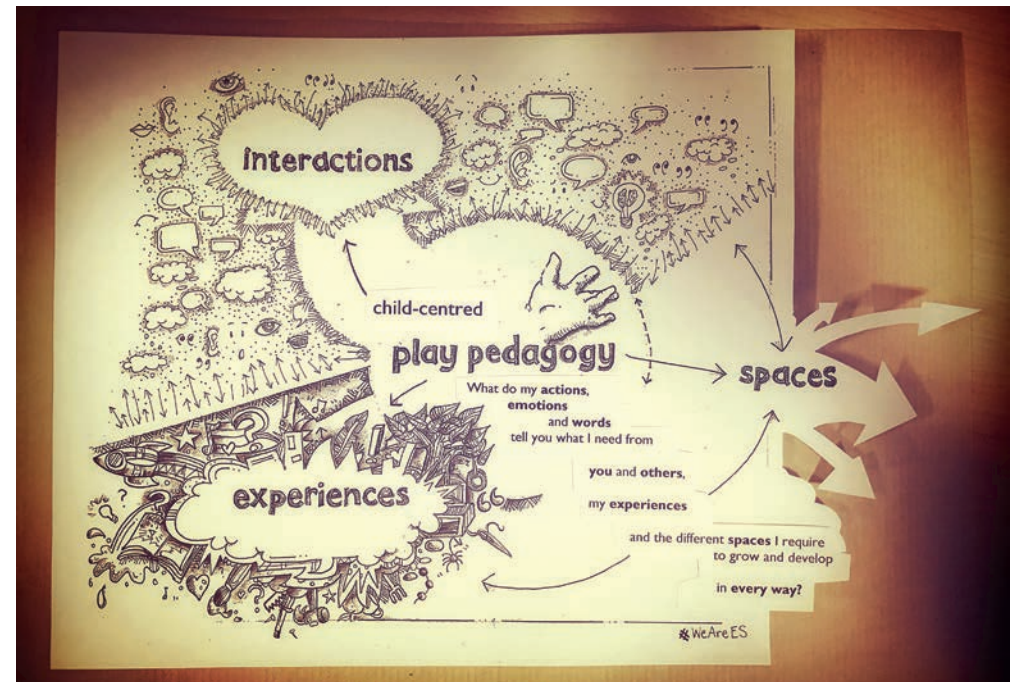 interactions
child-centred
play pedagogy
spaces
What do my actions,
emotions
and words
tell you what I need from
you and others,
my experiences
and the different spaces I require
to grow and develop
in every way?
experiences
#WeAreES